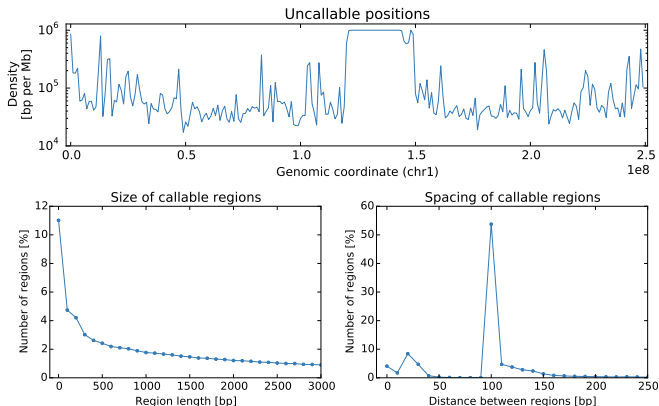 Uncallable positions
Density
[bp per Mb]
10^6
10^5
10^4
0.0 0.5 1.0 1.5 2.0 2.5
1e8
Genomic coordinate (chr1)
Size of callable regions
Number of regions [%]
12
10
8
6
4
2
0
0 500 1000 1500 2000 2500 3000
Region length [bp]
Spacing of callable regions
Number of regions [%]
60
50
40
30
20
10
0
0 50 100 150 200 250
Distance between regions [bp]